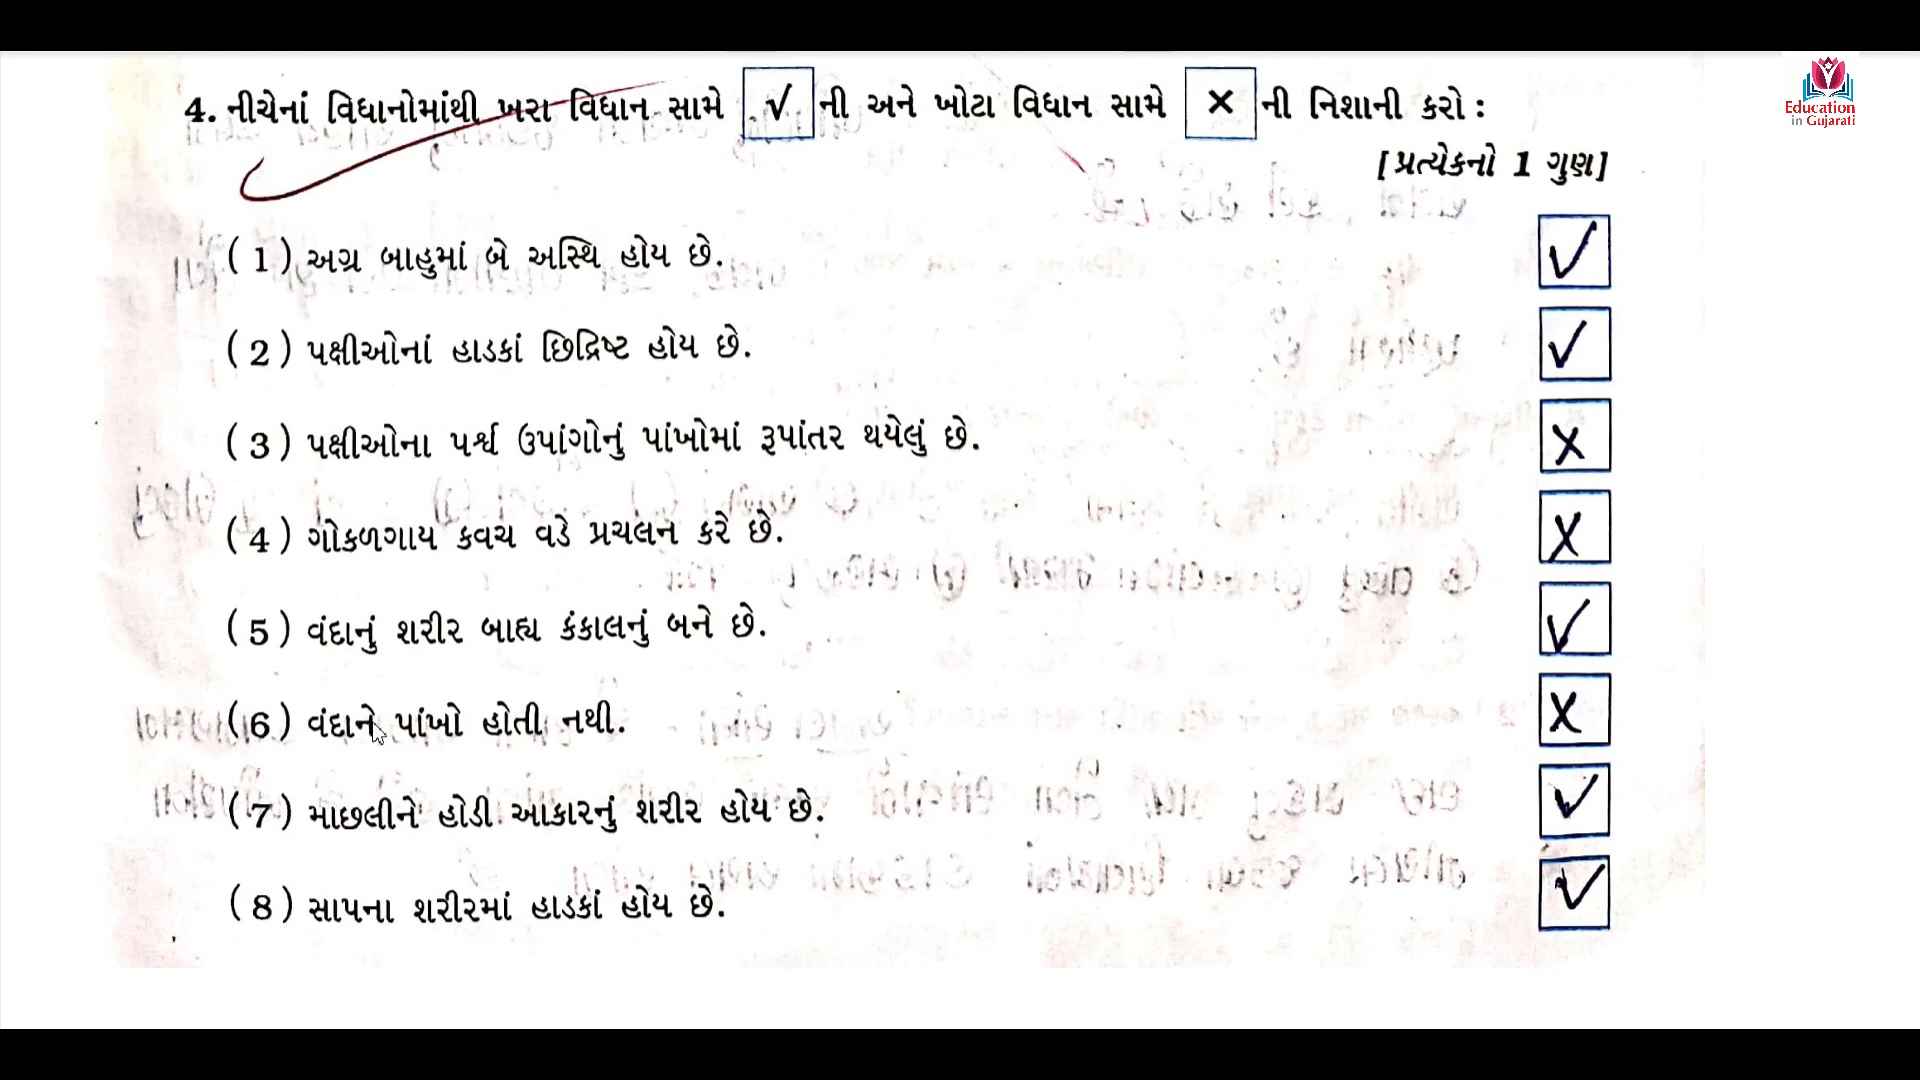 Education
in Gujarati
4. નીચેનાં વિધાનોમાંથી ખરા વિધાન સામે √ ની અને ખોટા વિધાન સામે × ની નિશાની કરો :
[પ્રત્યેકનો 1 ગુણ]
(1) અગ્ર બાહુમાં બે અસ્થિ હોય છે. ✓
(2) પક્ષીઓનાં હાડકાં છિદ્રિષ્ટ હોય છે. ✓
(3) પક્ષીઓના પર્શ્વ ઉપાંગોનું પાંખોમાં રૂપાંતર થયેલું છે. ×
(4) ગોકળગાય કવચ વડે પ્રચલન કરે છે. ×
(5) વંદાનું શરીર બાહ્ય કંકાલનું બને છે. ✓
(6) વંદાને પાંખો હોતી નથી. ×
(7) માછલીને હોડી આકારનું શરીર હોય છે. ✓
(8) સાપના શરીરમાં હાડકાં હોય છે. ✓